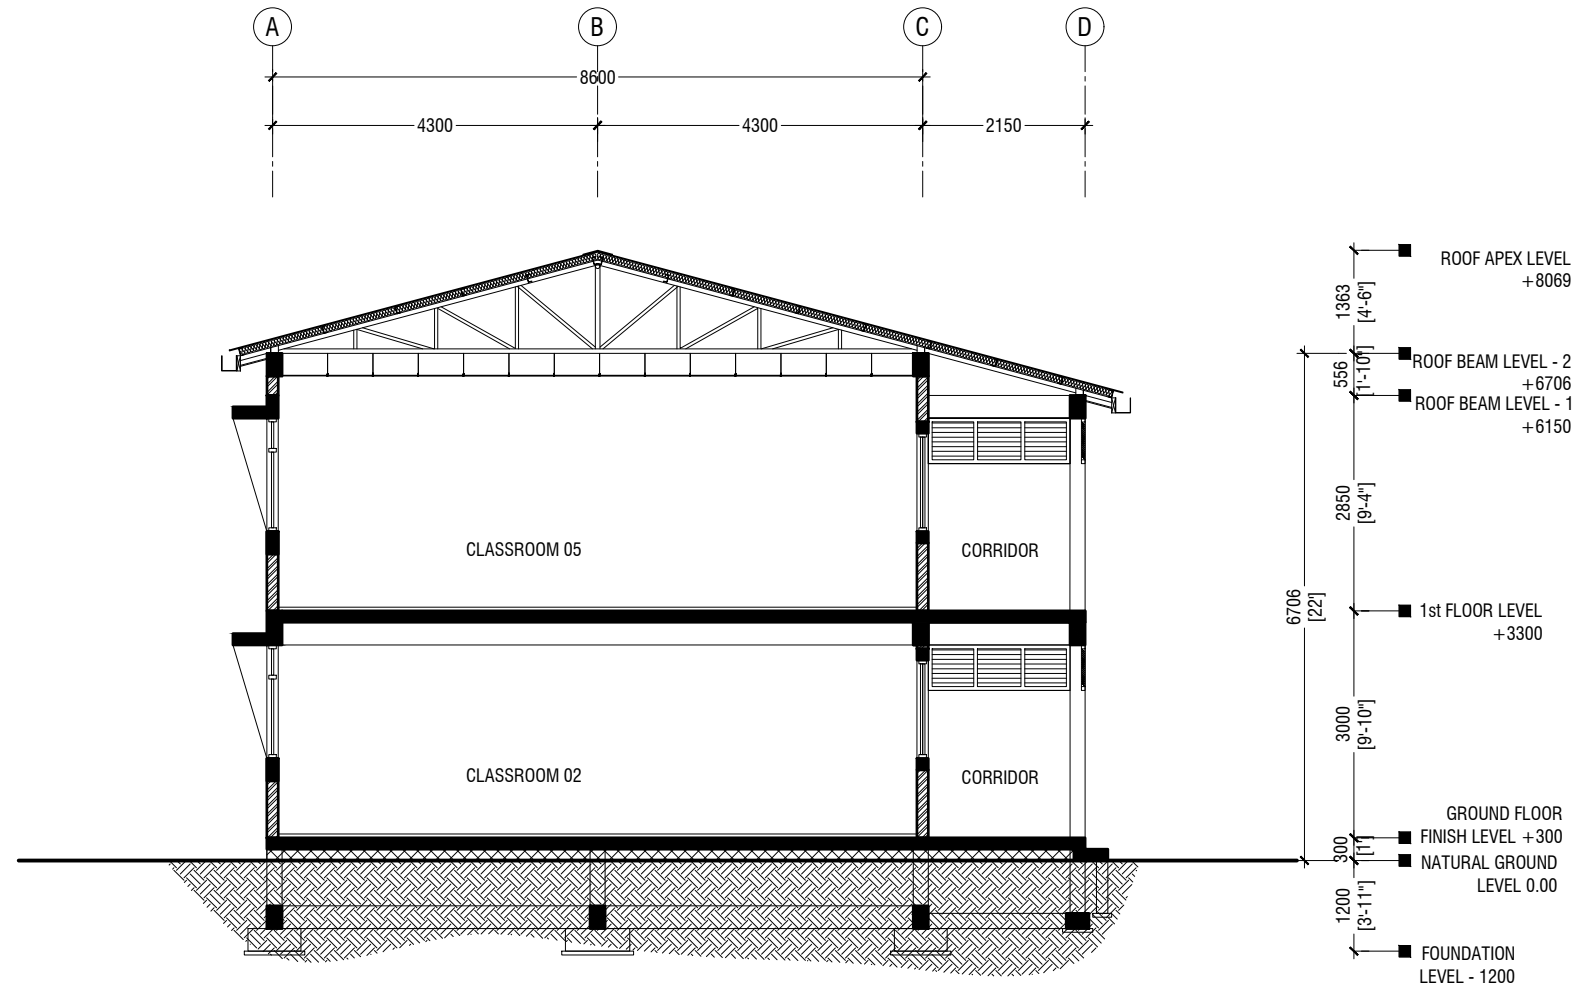 A B C D
8600
4300 4300 2150
ROOF APEX LEVEL
+8069
1363
[4'-6"]
ROOF BEAM LEVEL - 2
+6706
556
[1'-10"]
ROOF BEAM LEVEL - 1
+6150
2850
[9'-4"]
CLASSROOM 05 CORRIDOR
6706
[22']
1st FLOOR LEVEL
+3300
3000
[9'-10"]
CLASSROOM 02 CORRIDOR
GROUND FLOOR
FINISH LEVEL +300
300
[1']
NATURAL GROUND
LEVEL 0.00
1200
[3'-11"]
FOUNDATION
LEVEL - 1200